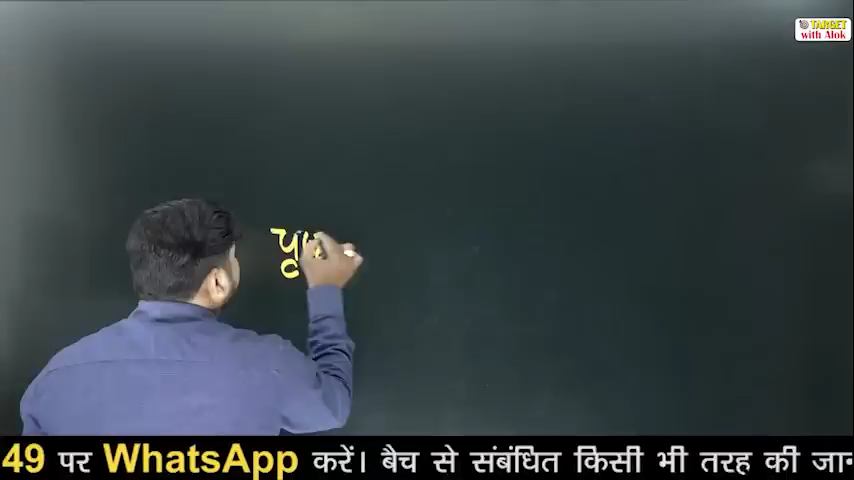 TARGET
with Alok
पू
49 पर WhatsApp करें। बैच से संबंधित किसी भी तरह की